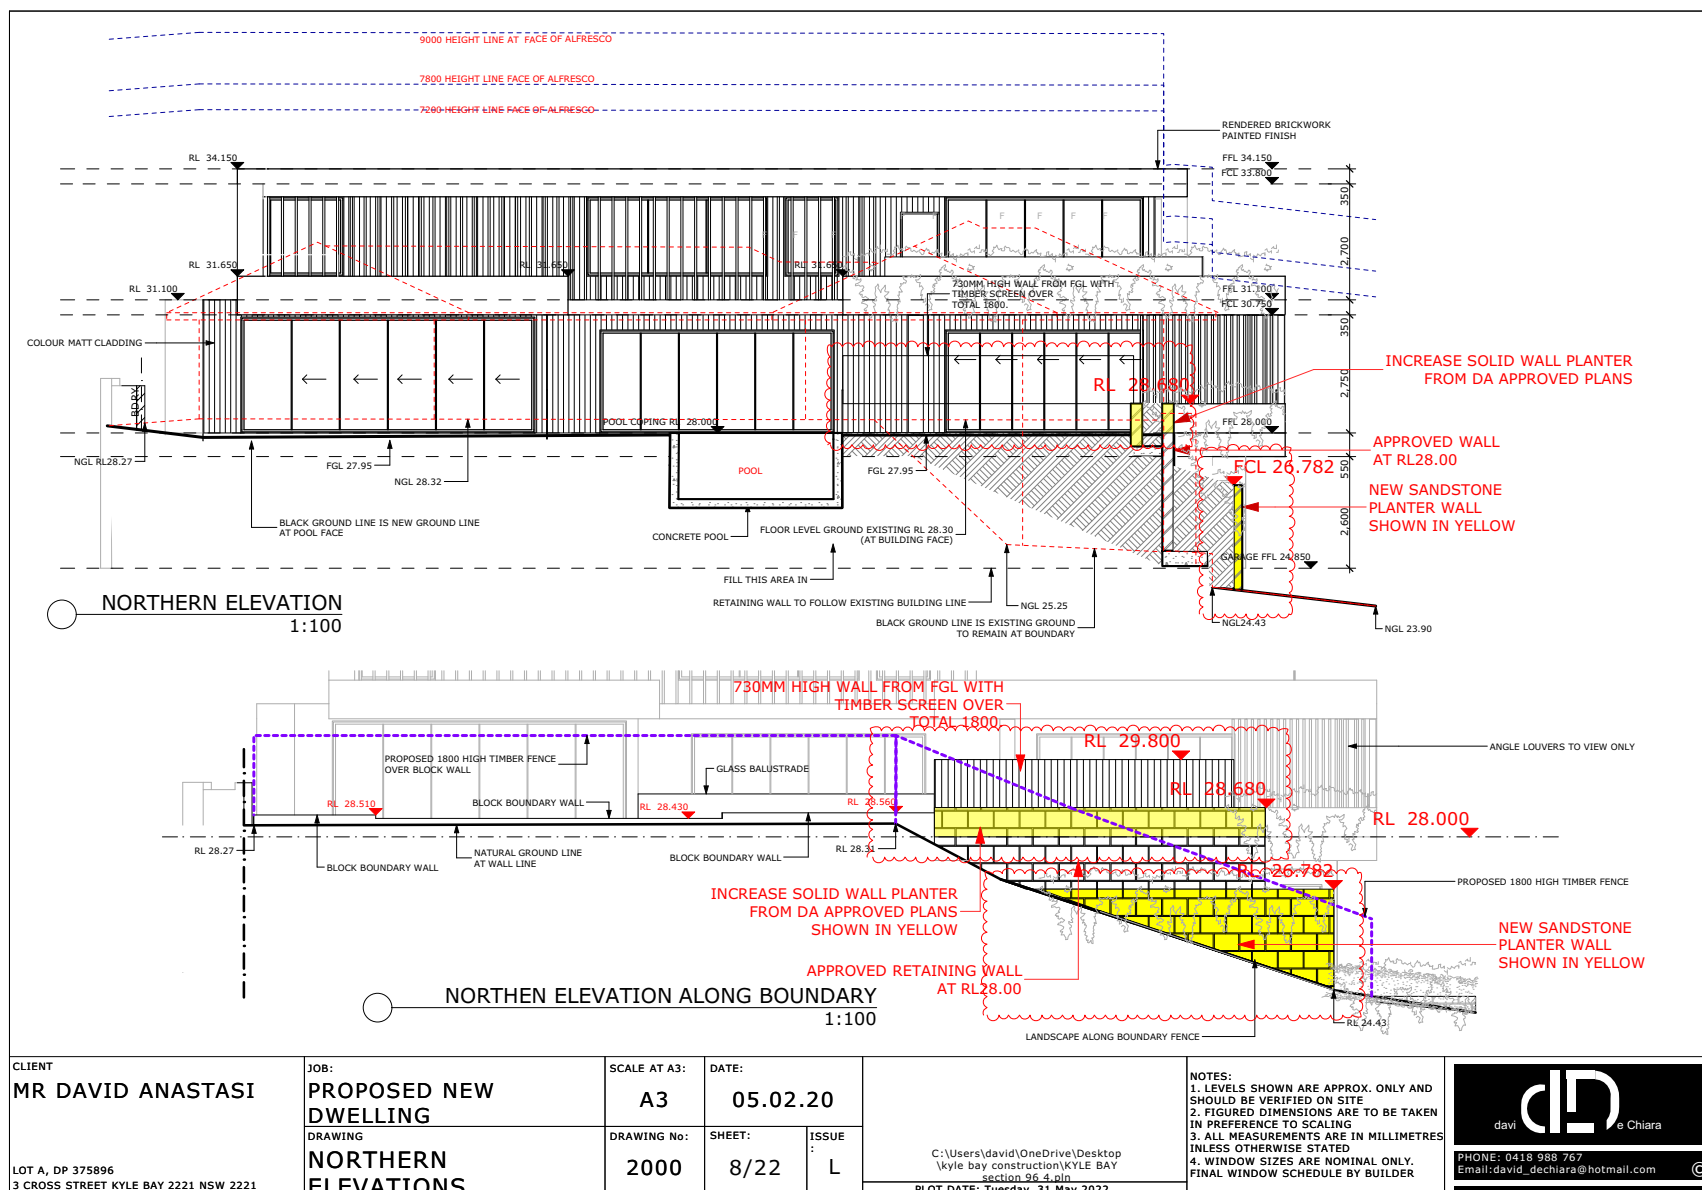 9000 HEIGHT LINE AT FACE OF ALFRESCO
7800 HEIGHT LINE FACE OF ALFRESCO
7200 HEIGHT LINE FACE OF ALFRESCO
RENDERED BRICKWORK
PAINTED FINISH
RL 34.150
FFL 34.150
FCL 33.800
350
F F F F F
F F F
2,700
RL 31.650
RL 31.650
RL 31.650
RL 31.100
730MM HIGH WALL FROM FGL WITH
TIMBER SCREEN OVER
TOTAL 1800.
FFL 31.100
FCL 30.750
350
COLOUR MATT CLADDING
BDRY
RL 28.680
INCREASE SOLID WALL PLANTER
FROM DA APPROVED PLANS
2,750
POOL COPING RL 28.000
FFL 28.000
APPROVED WALL
AT RL28.00
NGL RL28.27
FGL 27.95
NGL 28.32
POOL
FGL 27.95
FCL 26.782
550
NEW SANDSTONE
PLANTER WALL
SHOWN IN YELLOW
BLACK GROUND LINE IS NEW GROUND LINE
AT POOL FACE
CONCRETE POOL
FLOOR LEVEL GROUND EXISTING RL 28.30
(AT BUILDING FACE)
2,600
GARAGE FFL 24.850
FILL THIS AREA IN
RETAINING WALL TO FOLLOW EXISTING BUILDING LINE
NGL 25.25
BLACK GROUND LINE IS EXISTING GROUND
TO REMAIN AT BOUNDARY
NGL24.43
NGL 23.90
NORTHERN ELEVATION
1:100
730MM HIGH WALL FROM FGL WITH
TIMBER SCREEN OVER
TOTAL 1800.
RL 29.800
ANGLE LOUVERS TO VIEW ONLY
PROPOSED 1800 HIGH TIMBER FENCE
OVER BLOCK WALL
GLASS BALUSTRADE
RL 28.680
RL 28.510
BLOCK BOUNDARY WALL
RL 28.430
RL 28.560
RL 28.000
RL 28.27
NATURAL GROUND LINE
AT WALL LINE
BLOCK BOUNDARY WALL
BLOCK BOUNDARY WALL
RL 28.31
RL 26.782
PROPOSED 1800 HIGH TIMBER FENCE
INCREASE SOLID WALL PLANTER
FROM DA APPROVED PLANS
SHOWN IN YELLOW
NEW SANDSTONE
PLANTER WALL
SHOWN IN YELLOW
APPROVED RETAINING WALL
AT RL28.00
NORTHEN ELEVATION ALONG BOUNDARY
1:100
RL 24.43
LANDSCAPE ALONG BOUNDARY FENCE
CLIENT
MR DAVID ANASTASI
LOT A, DP 375896
3 CROSS STREET KYLE BAY 2221 NSW 2221
JOB:
PROPOSED NEW
DWELLING
DRAWING
NORTHERN
ELEVATIONS
SCALE AT A3:
A3
DATE:
05.02.20
DRAWING No:
2000
SHEET:
8/22
ISSUE
:
L
C:\Users\david\OneDrive\Desktop
\kyle bay construction\KYLE BAY
section 96 4.pln
PLOT DATE: Tuesday, 31 May 2022
NOTES:
1. LEVELS SHOWN ARE APPROX. ONLY AND
SHOULD BE VERIFIED ON SITE
2. FIGURED DIMENSIONS ARE TO BE TAKEN
IN PREFERENCE TO SCALING
3. ALL MEASUREMENTS ARE IN MILLIMETRES
INLESS OTHERWISE STATED
4. WINDOW SIZES ARE NOMINAL ONLY.
FINAL WINDOW SCHEDULE BY BUILDER
davi
e Chiara
PHONE: 0418 988 767
Email:david_dechiara@hotmail.com
©